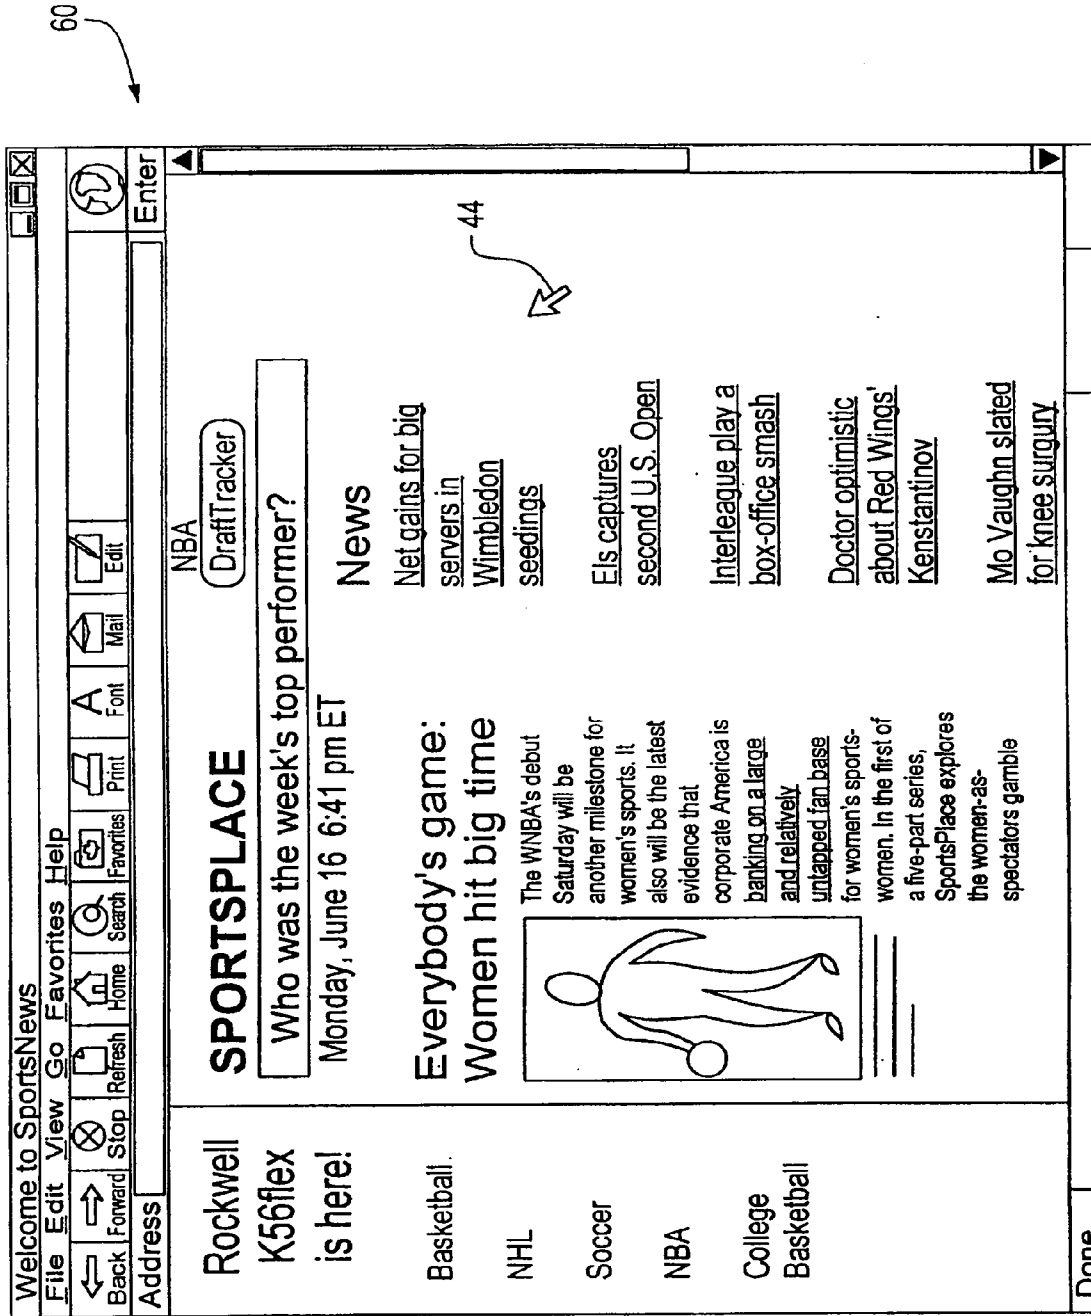 60
Welcome to SportsNews
File Edit View Go Favorites Help
Back Forward Stop Refresh Home Search Favorites Print Font Mail Edit
A
Address Enter
Rockwell
K56flex
is here!
Basketball.
NHL
Soccer
NBA
College
Basketball
SPORTSPLACE
NBA
DraftTracker
Who was the week's top performer?
Monday, June 16 6:41 pm ET
Everybody's game:
Women hit big time
The WNBA's debut
Saturday will be
another milestone for
women's sports. It
also will be the latest
evidence that
corporate America is
banking on a large
and relatively
untapped fan base
for women's sports-
women. In the first of
a five-part series,
SportsPlace explores
the women-as-
spectators gamble
News
Net gains for big
servers in
Wimbledon
seedings
Els captures
second U.S. Open
Interleague play a
box-office smash
Doctor optimistic
about Red Wings'
Kenstantinov
Mo Vaughn slated
for knee surgury
44
Done